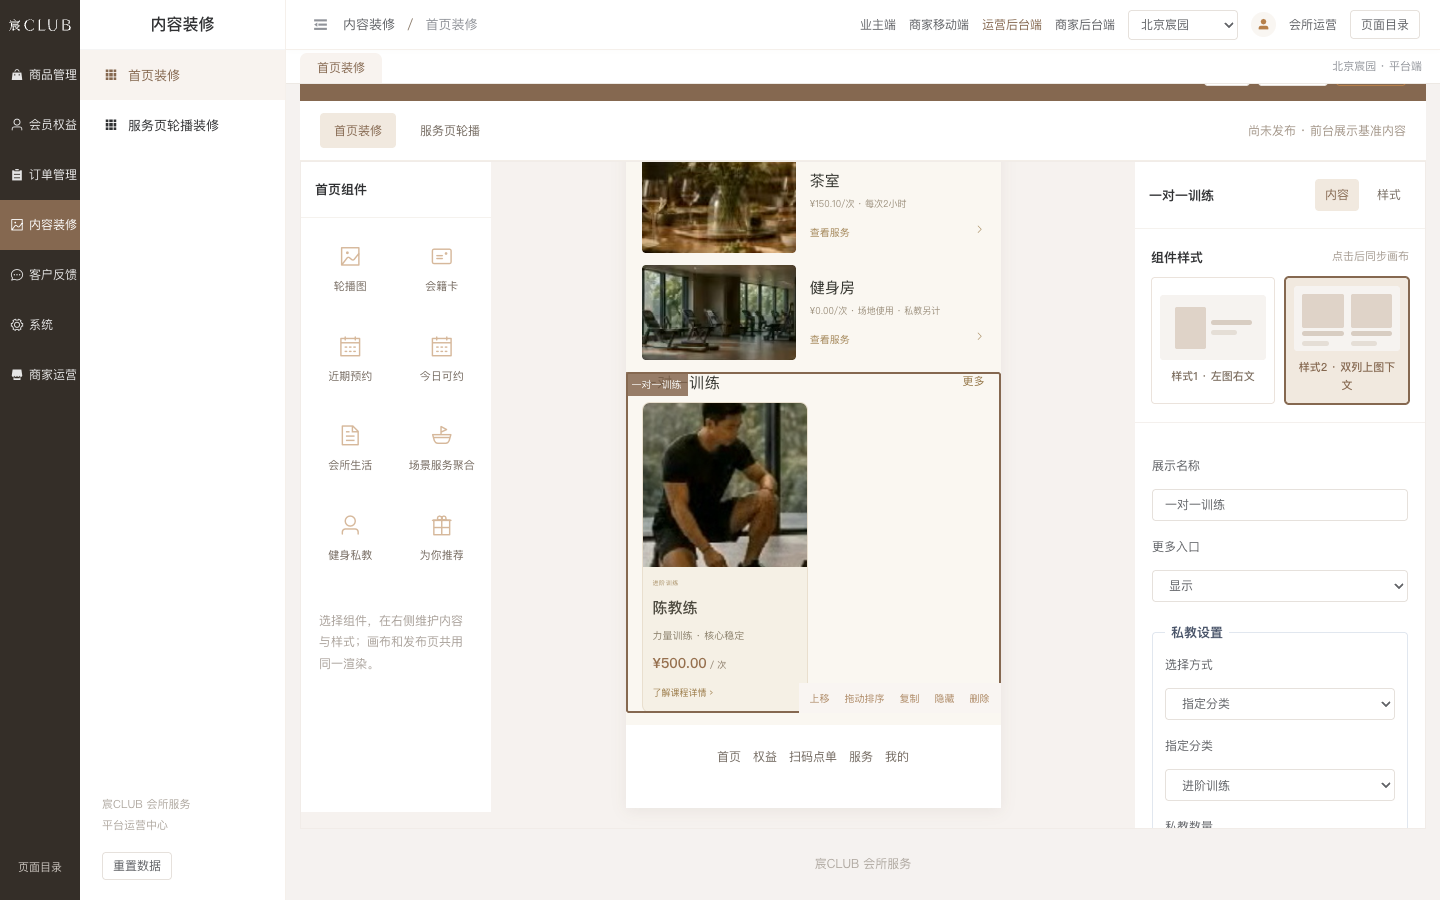 宸CLUB
商品管理
会员权益
订单管理
内容装修
客户反馈
系统
商家运营
页面目录
内容装修
首页装修
服务页轮播装修
宸CLUB 会所服务
平台运营中心
重置数据
内容装修 / 首页装修
业主端 商家移动端 运营后台端 商家后台端 北京宸园 会所运营 页面目录
首页装修
北京宸园 · 平台端
首页装修 服务页轮播
尚未发布 · 前台展示基准内容
首页组件
轮播图 会籍卡
近期预约 今日可约
会所生活 场景服务聚合
健身私教 为你推荐
选择组件，在右侧维护内容
与样式；画布和发布页共用
同一渲染。
茶室
¥150.10/次 · 每次2小时
查看服务
健身房
¥0.00/次 · 场地使用 · 私教另计
查看服务
一对一训练
训练
更多
进阶训练
陈教练
力量训练 · 核心稳定
¥500.00 / 次
了解课程详情 ›
上移 拖动排序 复制 隐藏 删除
首页 权益 扫码点单 服务 我的
一对一训练
内容 样式
组件样式
点击后同步画布
样式1 · 左图右文
样式2 · 双列上图下
文
展示名称
一对一训练
更多入口
显示
私教设置
选择方式
指定分类
指定分类
进阶训练
私教数量
宸CLUB 会所服务